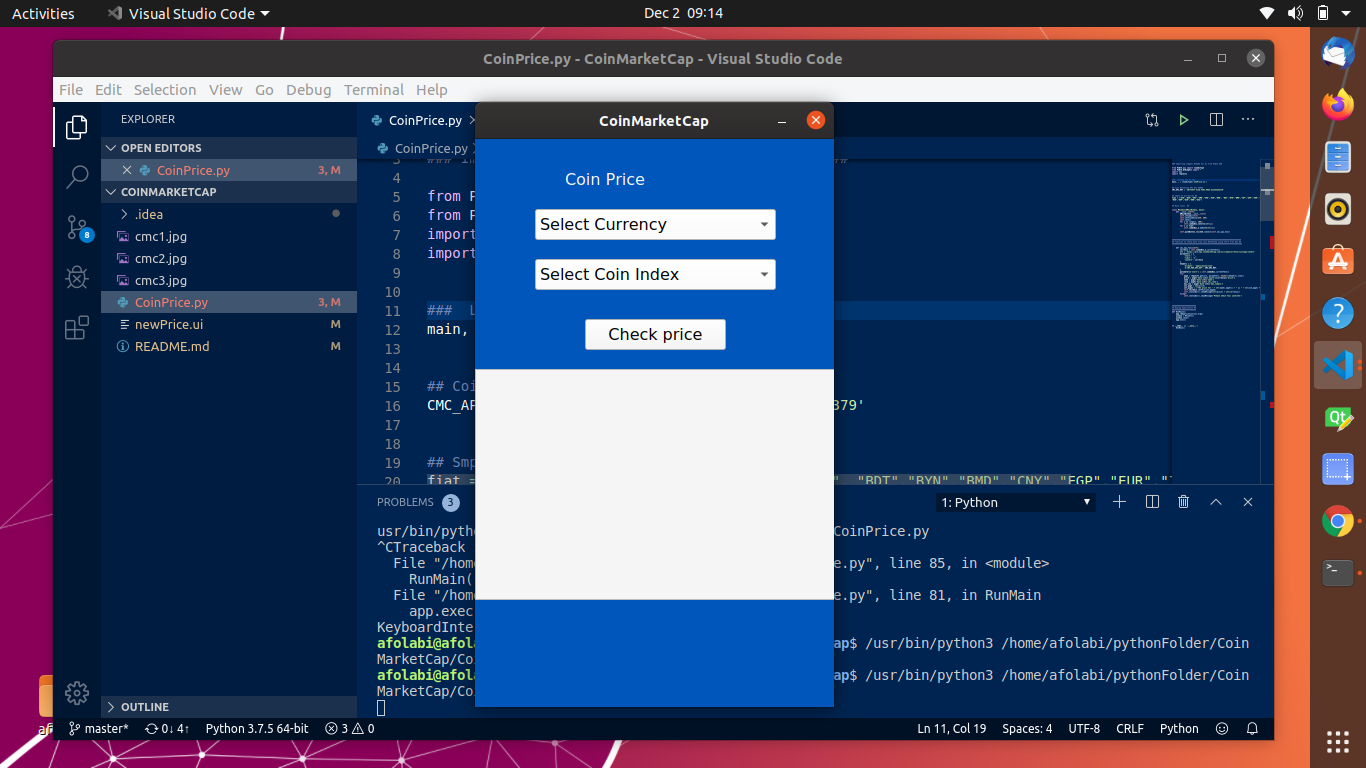 Activities Visual Studio Code Dec 2 09:14
CoinPrice.py - CoinMarketCap - Visual Studio Code
File Edit Selection View Go Debug Terminal Help
EXPLORER
OPEN EDITORS
CoinPrice.py 3, M
COINMARKETCAP
.idea
cmc1.jpg
cmc2.jpg
cmc3.jpg
CoinPrice.py 3, M
newPrice.ui M
README.md M
OUTLINE
8
CoinPrice.py
CoinPrice.py
4
5 from P
6 from P
7 import
8 import
9
10
11 ### L
12 main,
13
14
15 ## Coi
16 CMC_AP 379'
17
18
19 ## Smp
20 fiat = "BDT" "BYN" "BMD" "CNY" "EGP" "EUR"
CoinMarketCap
Coin Price
Select Currency
Select Coin Index
Check price
PROBLEMS 3
1: Python
usr/bin/pytho CoinPrice.py
^CTraceback
File "/home e.py", line 85, in <module>
RunMain(
File "/home e.py", line 81, in RunMain
app.exec
KeyboardInte
afolabi@afola ap$ /usr/bin/python3 /home/afolabi/pythonFolder/Coin
MarketCap/Coi
afolabi@afola ap$ /usr/bin/python3 /home/afolabi/pythonFolder/Coin
MarketCap/Coi
master* 0↓ 4↑ Python 3.7.5 64-bit 3 0 Ln 11, Col 19 Spaces: 4 UTF-8 CRLF Python
af
Qt